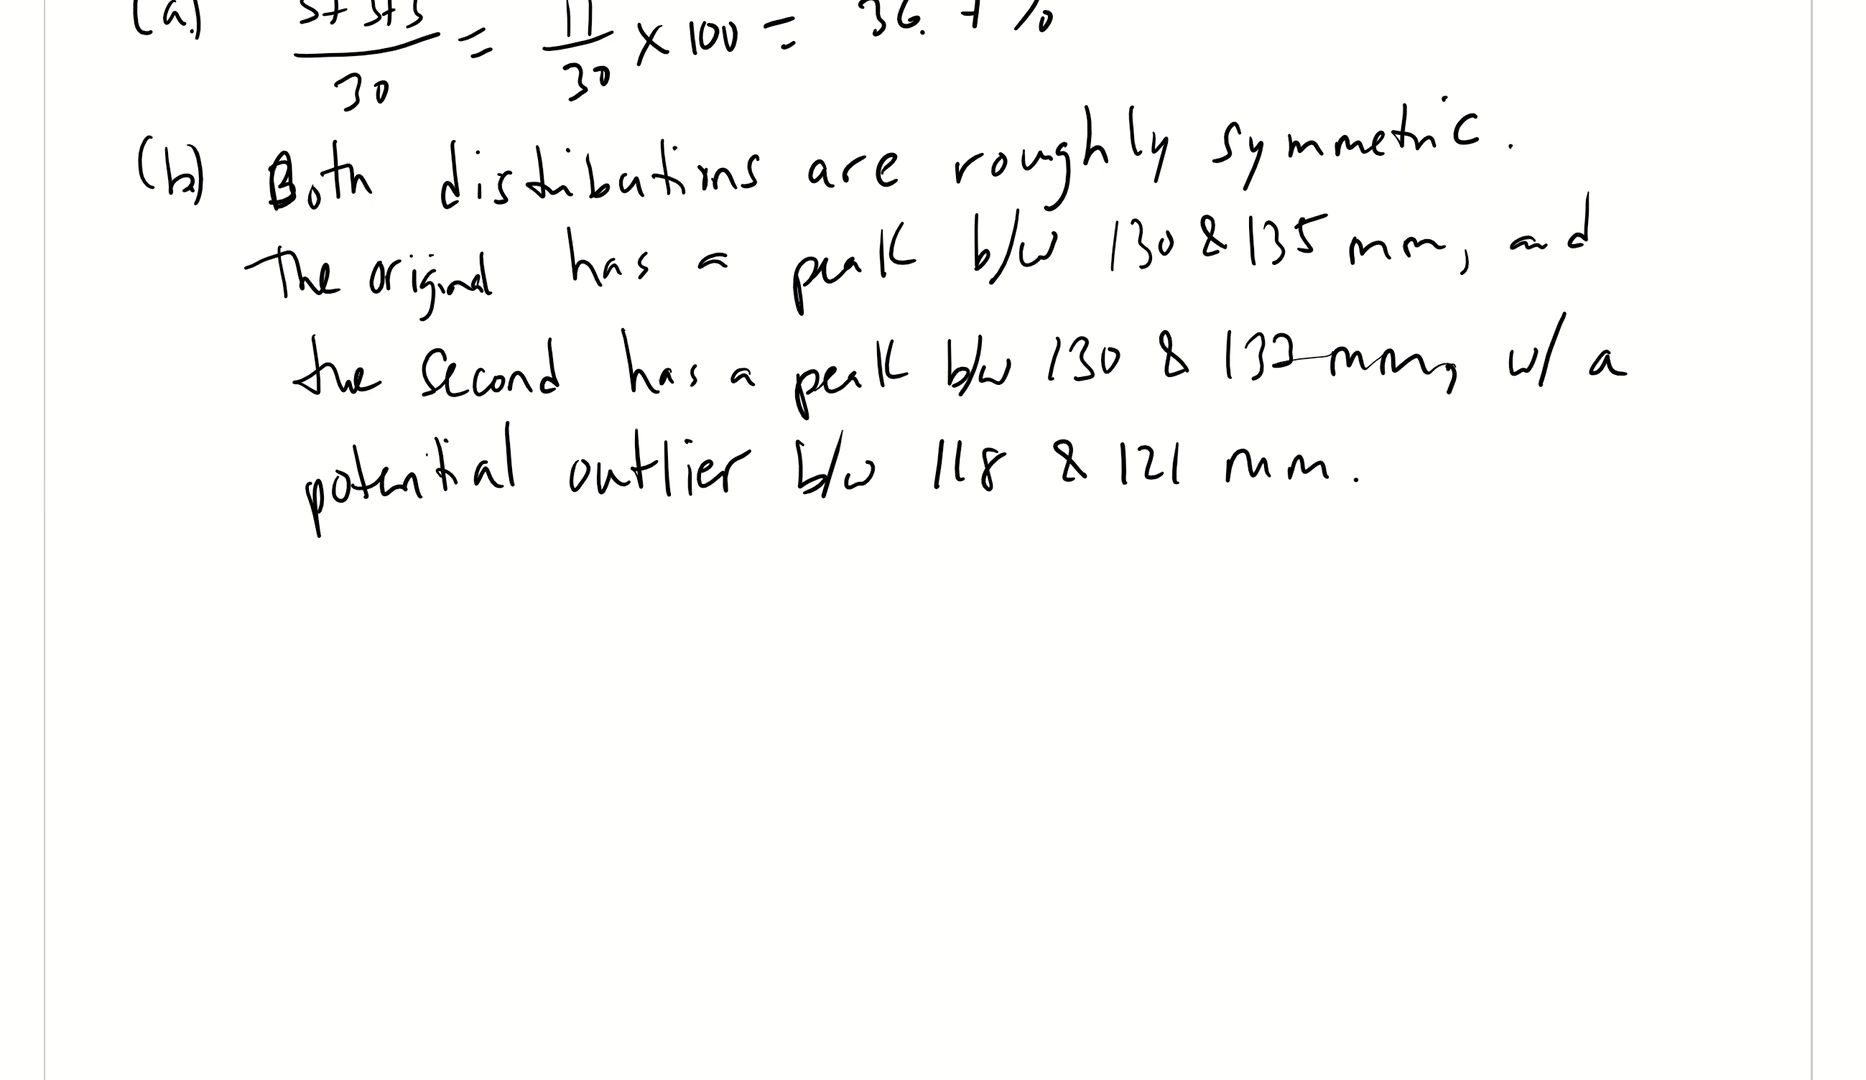 (a) 5+3+3 / 30 = 11/30 × 100 = 36.7%
(b) Both distributions are roughly symmetric.
The original has a peak b/w 130 & 135 mm, and
the second has a peak b/w 130 & 133 mm, w/ a
potential outlier b/w 118 & 121 mm.